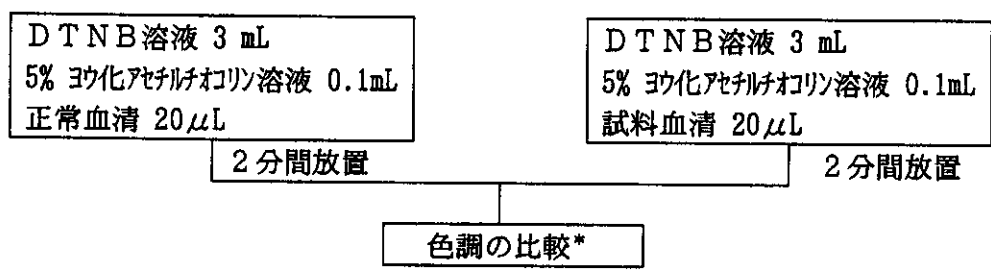 DTNB溶液 3 mL
5% ヨウ化アセチルチオコリン溶液 0.1mL
正常血清 20μL
2分間放置
DTNB溶液 3 mL
5% ヨウ化アセチルチオコリン溶液 0.1mL
試料血清 20μL
2分間放置
色調の比較*